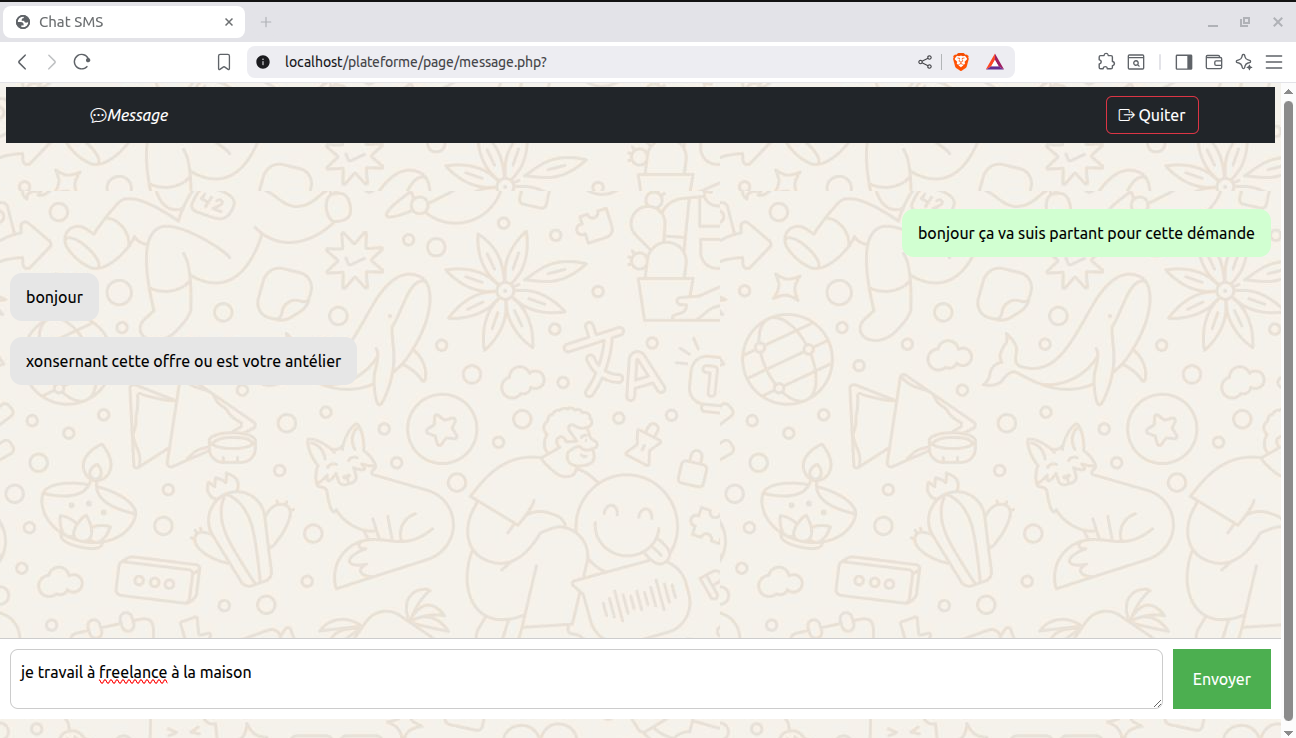 Chat SMS
localhost/plateforme/page/message.php?
Message
Quiter
bonjour ça va suis partant pour cette démande
bonjour
xonsernant cette offre ou est votre antélier
je travail à freelance à la maison
Envoyer